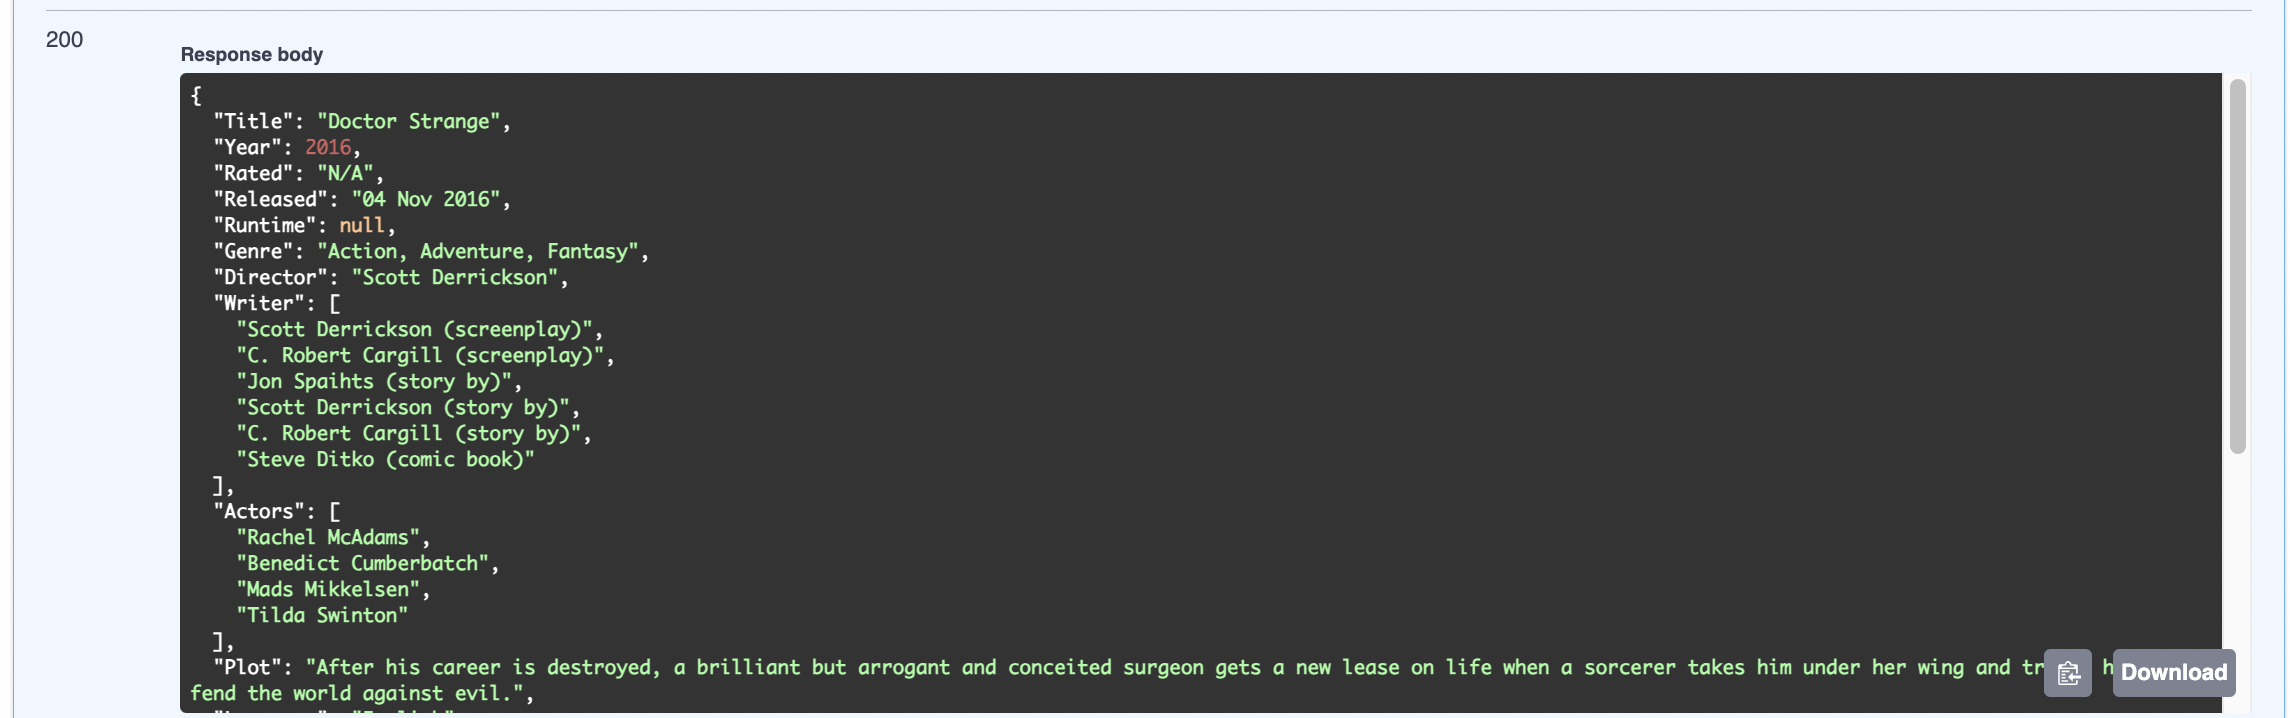 200
Response body
{
"Title": "Doctor Strange",
"Year": 2016,
"Rated": "N/A",
"Released": "04 Nov 2016",
"Runtime": null,
"Genre": "Action, Adventure, Fantasy",
"Director": "Scott Derrickson",
"Writer": [
"Scott Derrickson (screenplay)",
"C. Robert Cargill (screenplay)",
"Jon Spaihts (story by)",
"Scott Derrickson (story by)",
"C. Robert Cargill (story by)",
"Steve Ditko (comic book)"
],
"Actors": [
"Rachel McAdams",
"Benedict Cumberbatch",
"Mads Mikkelsen",
"Tilda Swinton"
],
"Plot": "After his career is destroyed, a brilliant but arrogant and conceited surgeon gets a new lease on life when a sorcerer takes him under her wing and
Download
fend the world against evil.",